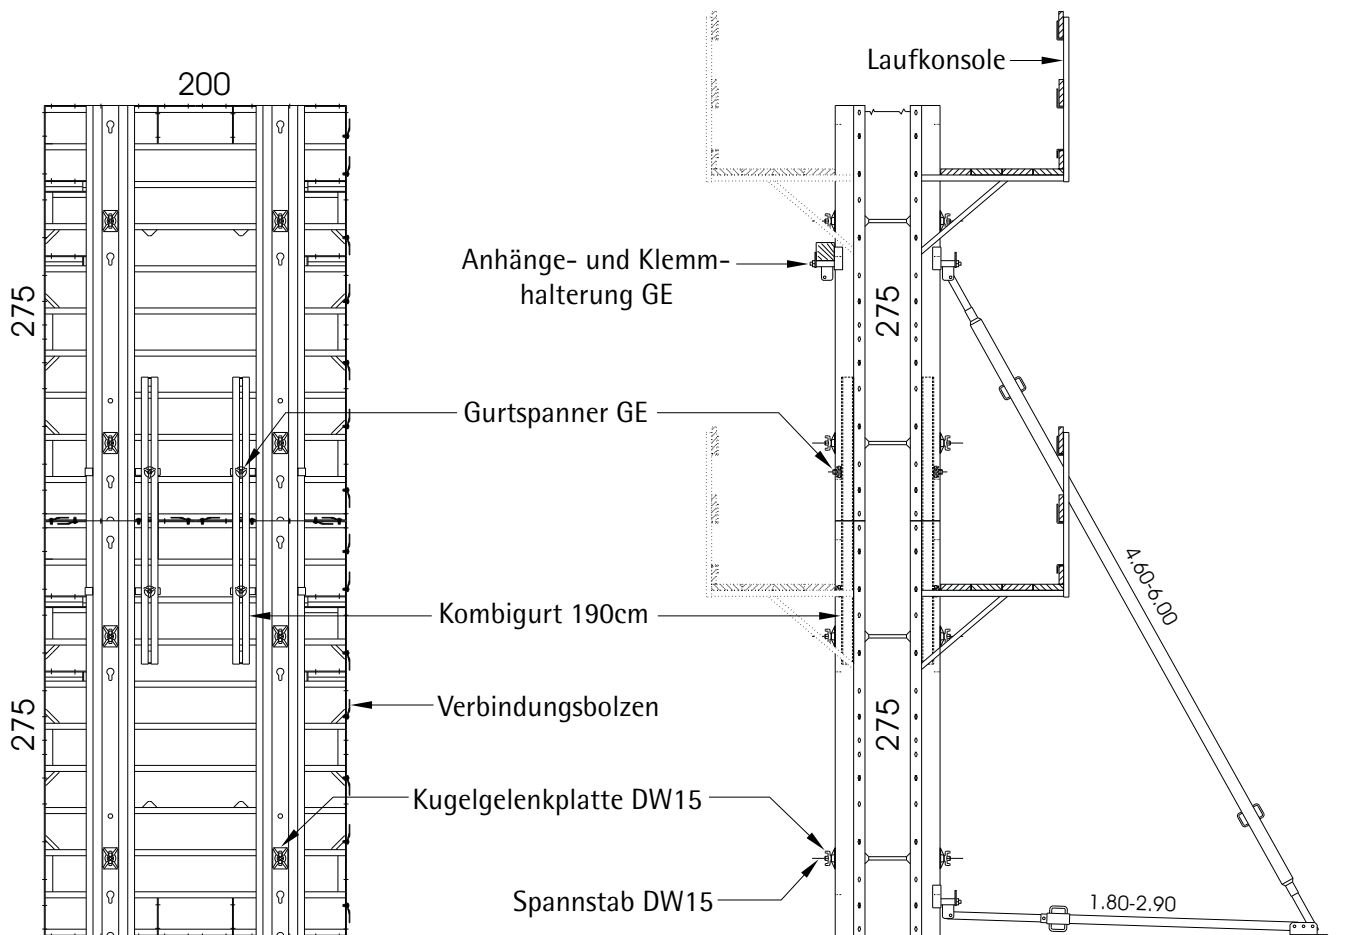 200
Laufkonsole
Anhänge- und Klemm-
halterung GE
275
275
Gurtspanner GE
4.60-6.00
Kombigurt 190cm
275
Verbindungsbolzen
275
Kugelgelenkplatte DW15
Spannstab DW15
1.80-2.90